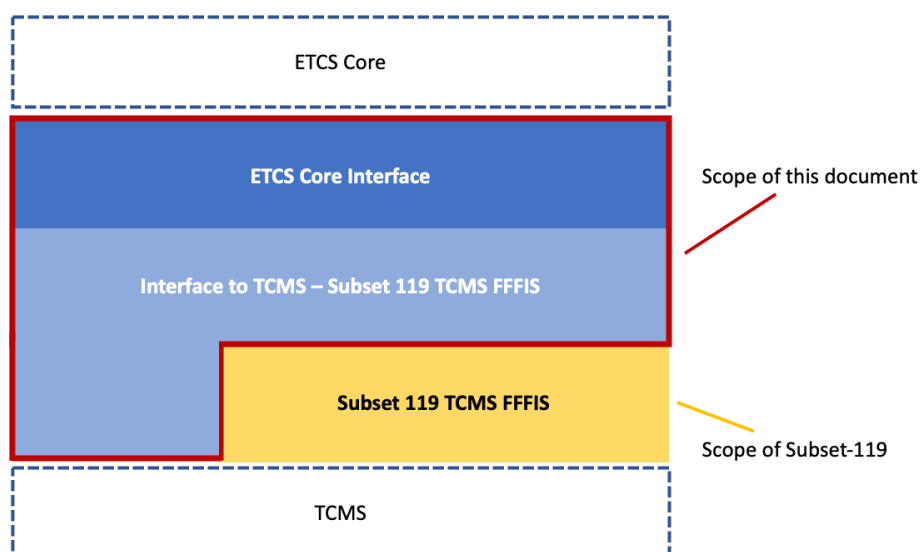 ETCS Core
ETCS Core Interface
Scope of this document
Interface to TCMS – Subset 119 TCMS FFFIS
Subset 119 TCMS FFFIS
Scope of Subset-119
TCMS